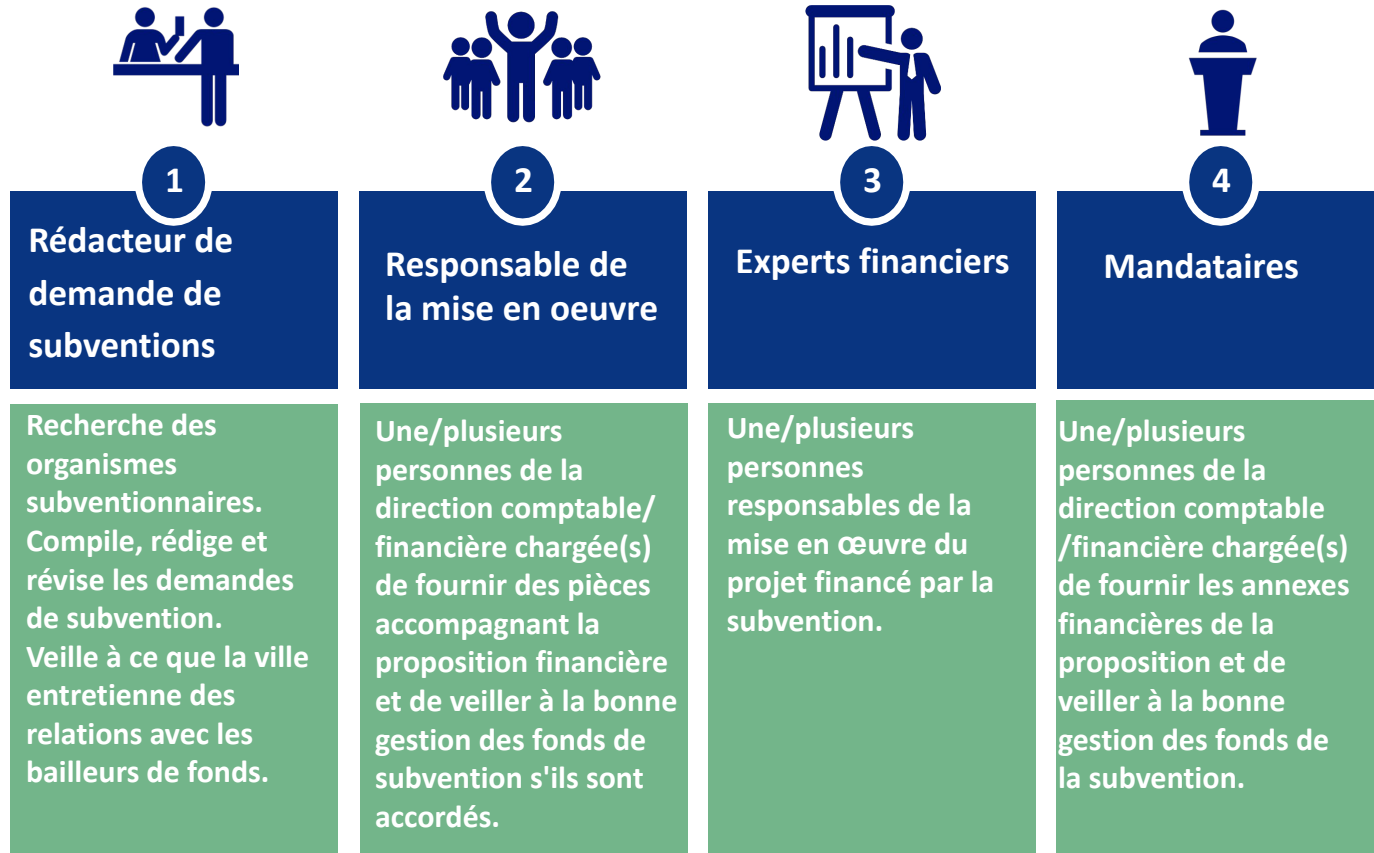 1
Rédacteur de
demande de
subventions
Recherche des
organismes
subventionnaires.
Compile, rédige et
révise les demandes
de subvention.
Veille à ce que la ville
entretienne des
relations avec les
bailleurs de fonds.
2
Responsable de
la mise en oeuvre
Une/plusieurs
personnes de la
direction comptable/
financière chargée(s)
de fournir des pièces
accompagnant la
proposition financière
et de veiller à la bonne
gestion des fonds de
subvention s'ils sont
accordés.
3
Experts financiers
Une/plusieurs
personnes
responsables de la
mise en œuvre du
projet financé par la
subvention.
4
Mandataires
Une/plusieurs
personnes de la
direction comptable
/financière chargée(s)
de fournir les annexes
financières de la
proposition et de
veiller à la bonne
gestion des fonds de
la subvention.